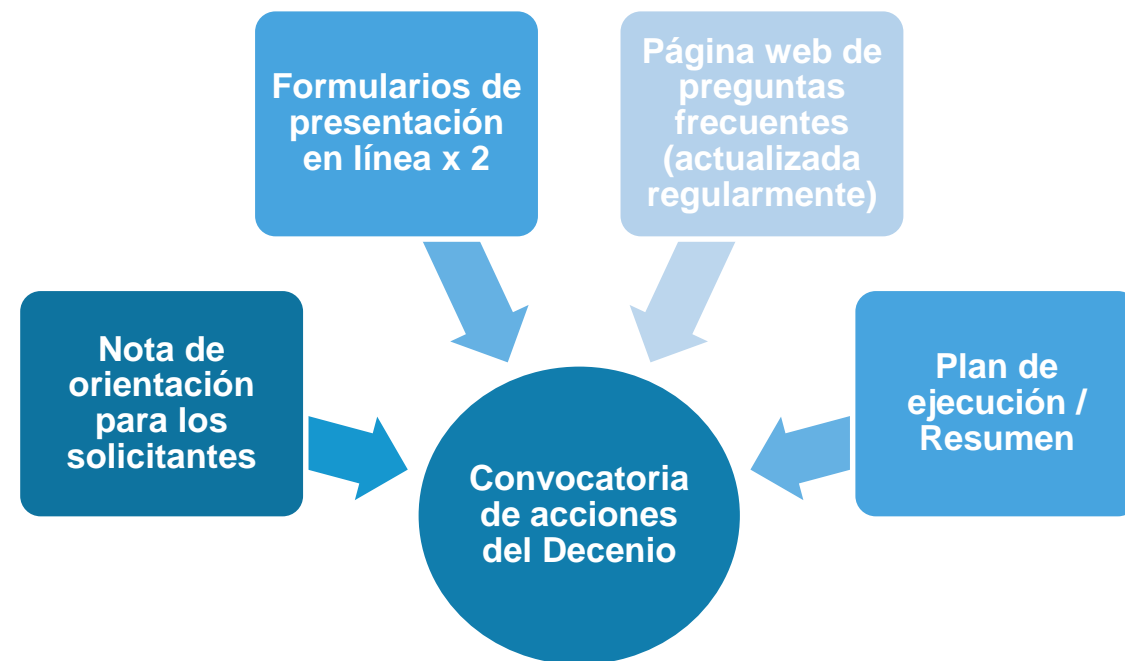 Formularios de
presentación
en línea x 2
Página web de
preguntas
frecuentes
(actualizada
regularmente)
Nota de
orientación
para los
solicitantes
Plan de
ejecución /
Resumen
Convocatoria
de acciones
del Decenio